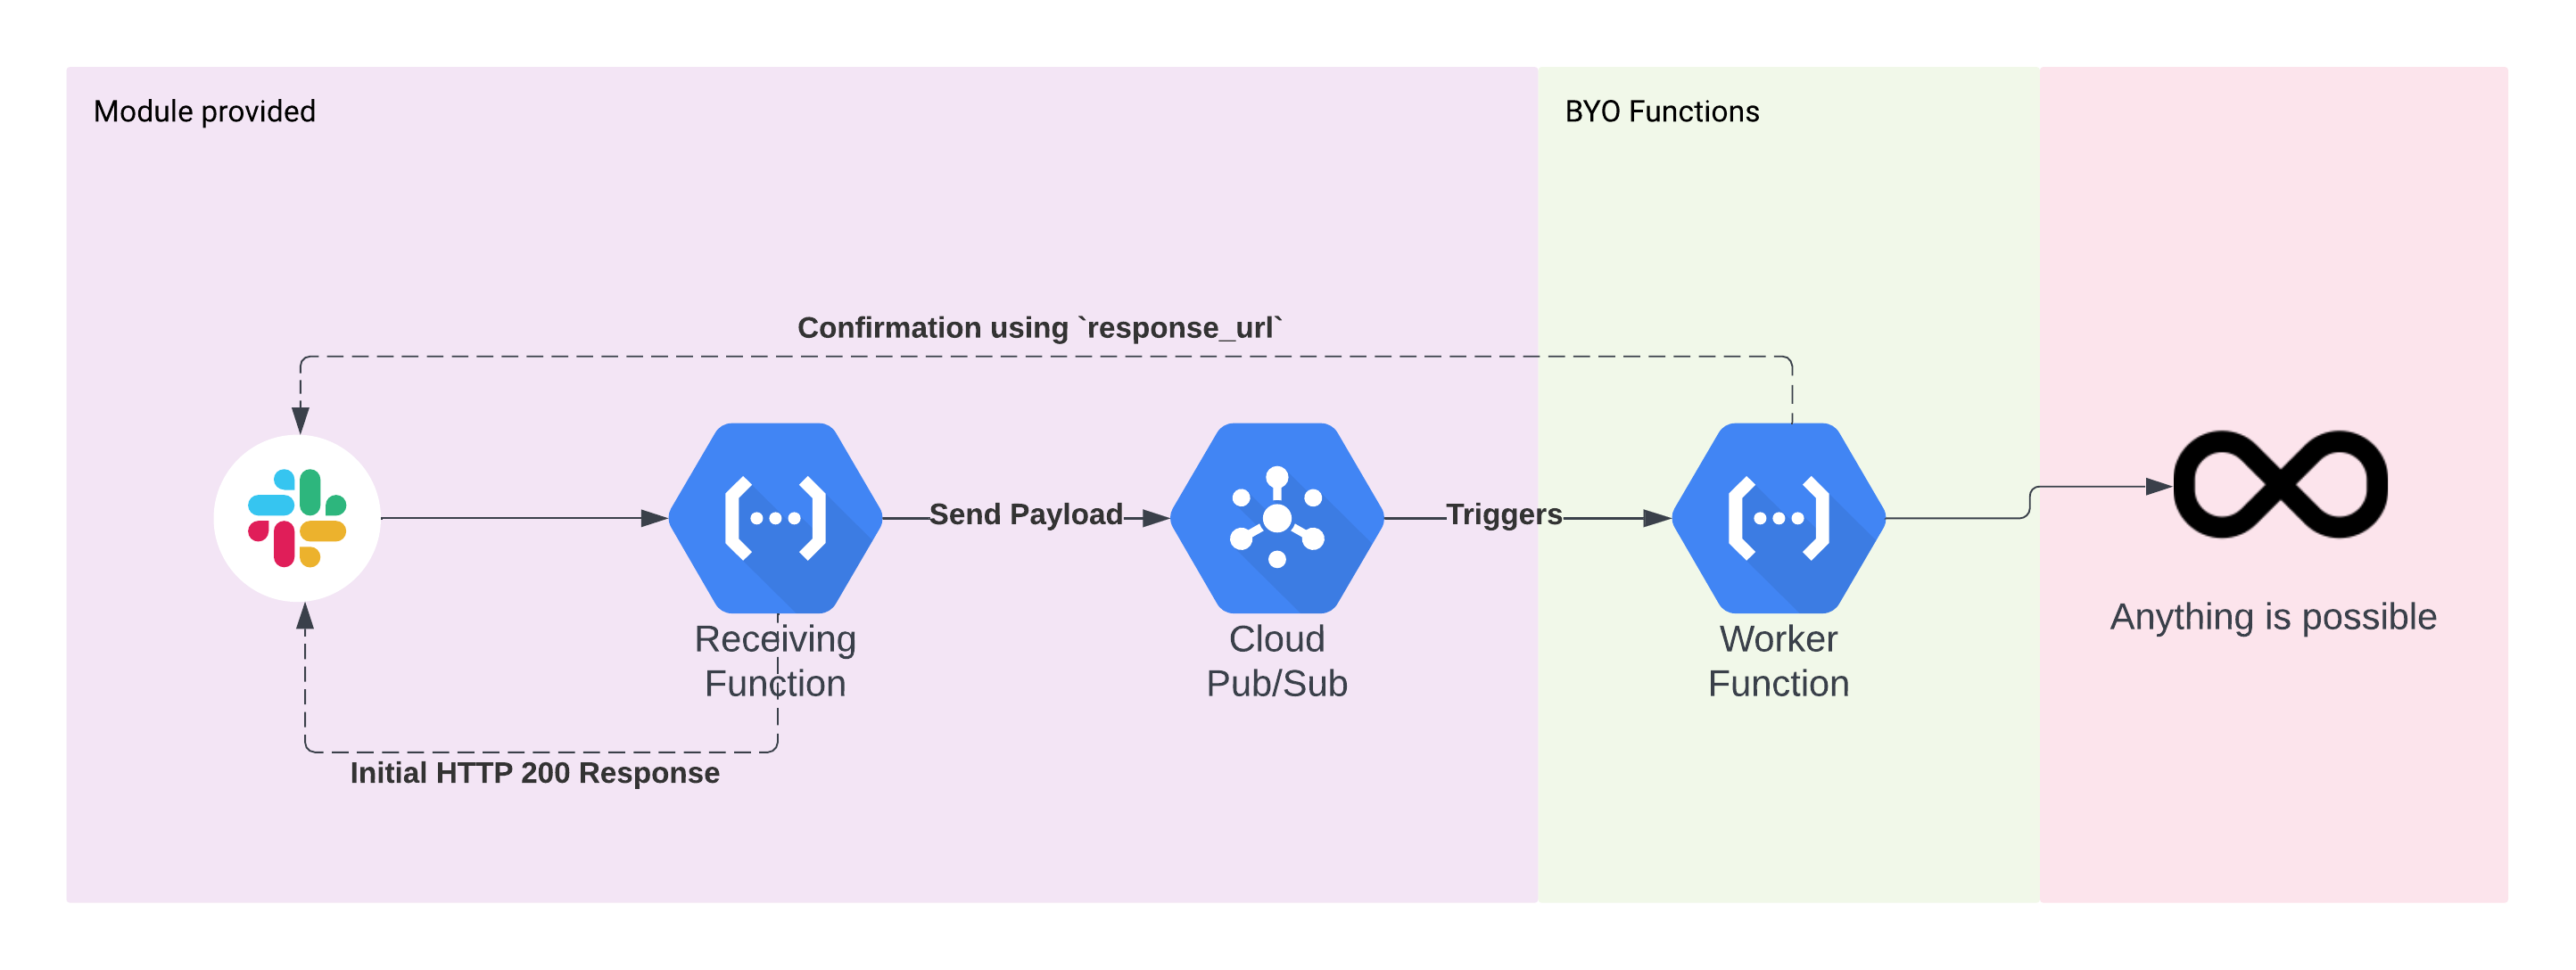 Module provided
BYO Functions
Confirmation using `response_url`
Send Payload
Triggers
Receiving
Function
Cloud
Pub/Sub
Worker
Function
Anything is possible
Initial HTTP 200 Response